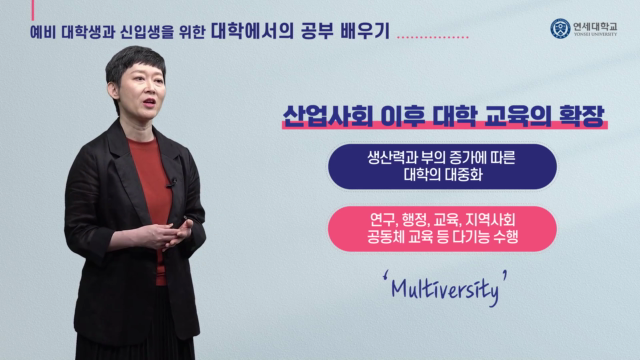 예비 대학생과 신입생을 위한 대학에서의 공부 배우기
연세대학교
YONSEI UNIVERSITY
산업사회 이후 대학 교육의 확장
생산력과 부의 증가에 따른
대학의 대중화
연구, 행정, 교육, 지역사회
공동체 교육 등 다기능 수행
'Multiversity'